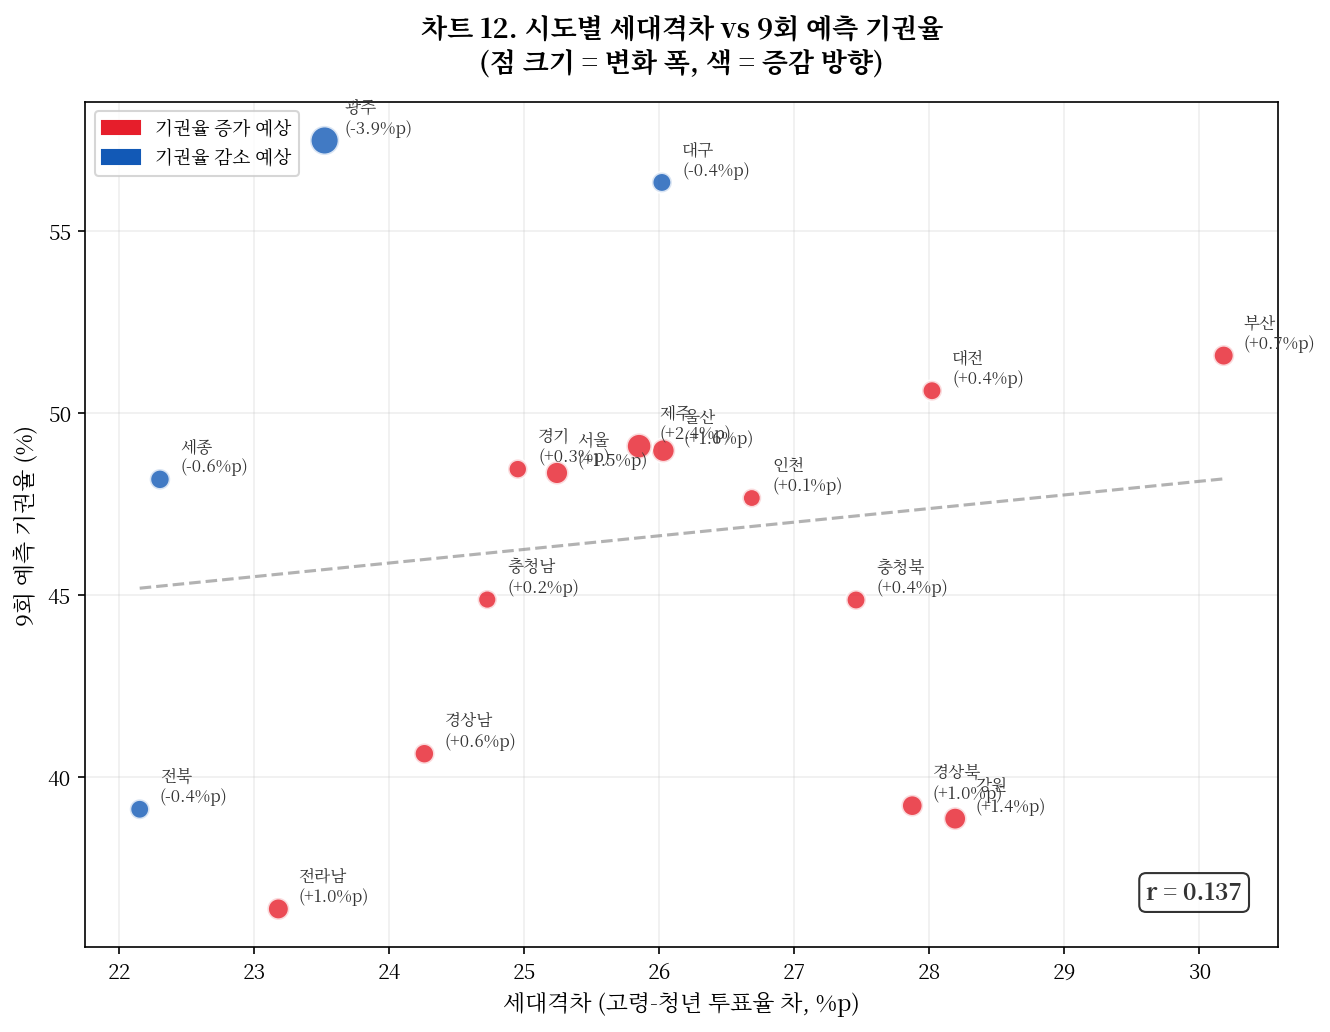 차트 12. 시도별 세대격차 vs 9회 예측 기권율
(점 크기 = 변화 폭, 색 = 증감 방향)
기권율 증가 예상
기권율 감소 예상
광주
(-3.9%p)
대구
(-0.4%p)
부산
(+0.7%p)
대전
(+0.4%p)
제주
(+2.4%p)
울산
(+1.6%p)
경기
(+0.3%p)
서울
(+1.5%p)
세종
(-0.6%p)
인천
(+0.1%p)
충청남
(+0.2%p)
충청북
(+0.4%p)
경상남
(+0.6%p)
전북
(-0.4%p)
경상북
(+1.0%p)
강원
(+1.4%p)
전라남
(+1.0%p)
r = 0.137
55
50
45
40
9회 예측 기권율 (%)
22 23 24 25 26 27 28 29 30
세대격차 (고령-청년 투표율 차, %p)